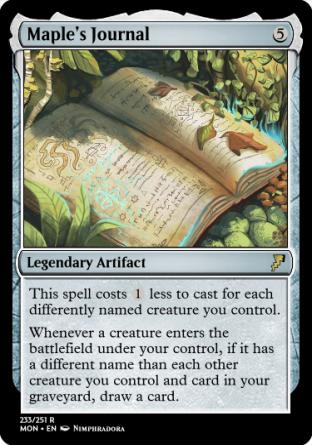 Maple's Journal 5
Legendary Artifact
This spell costs 1 less to cast for each
differently named creature you control.
Whenever a creature enters the
battlefield under your control, if it has
a different name than each other
creature you control and card in your
graveyard, draw a card.
233/251 R
MON • EN Nimphradora